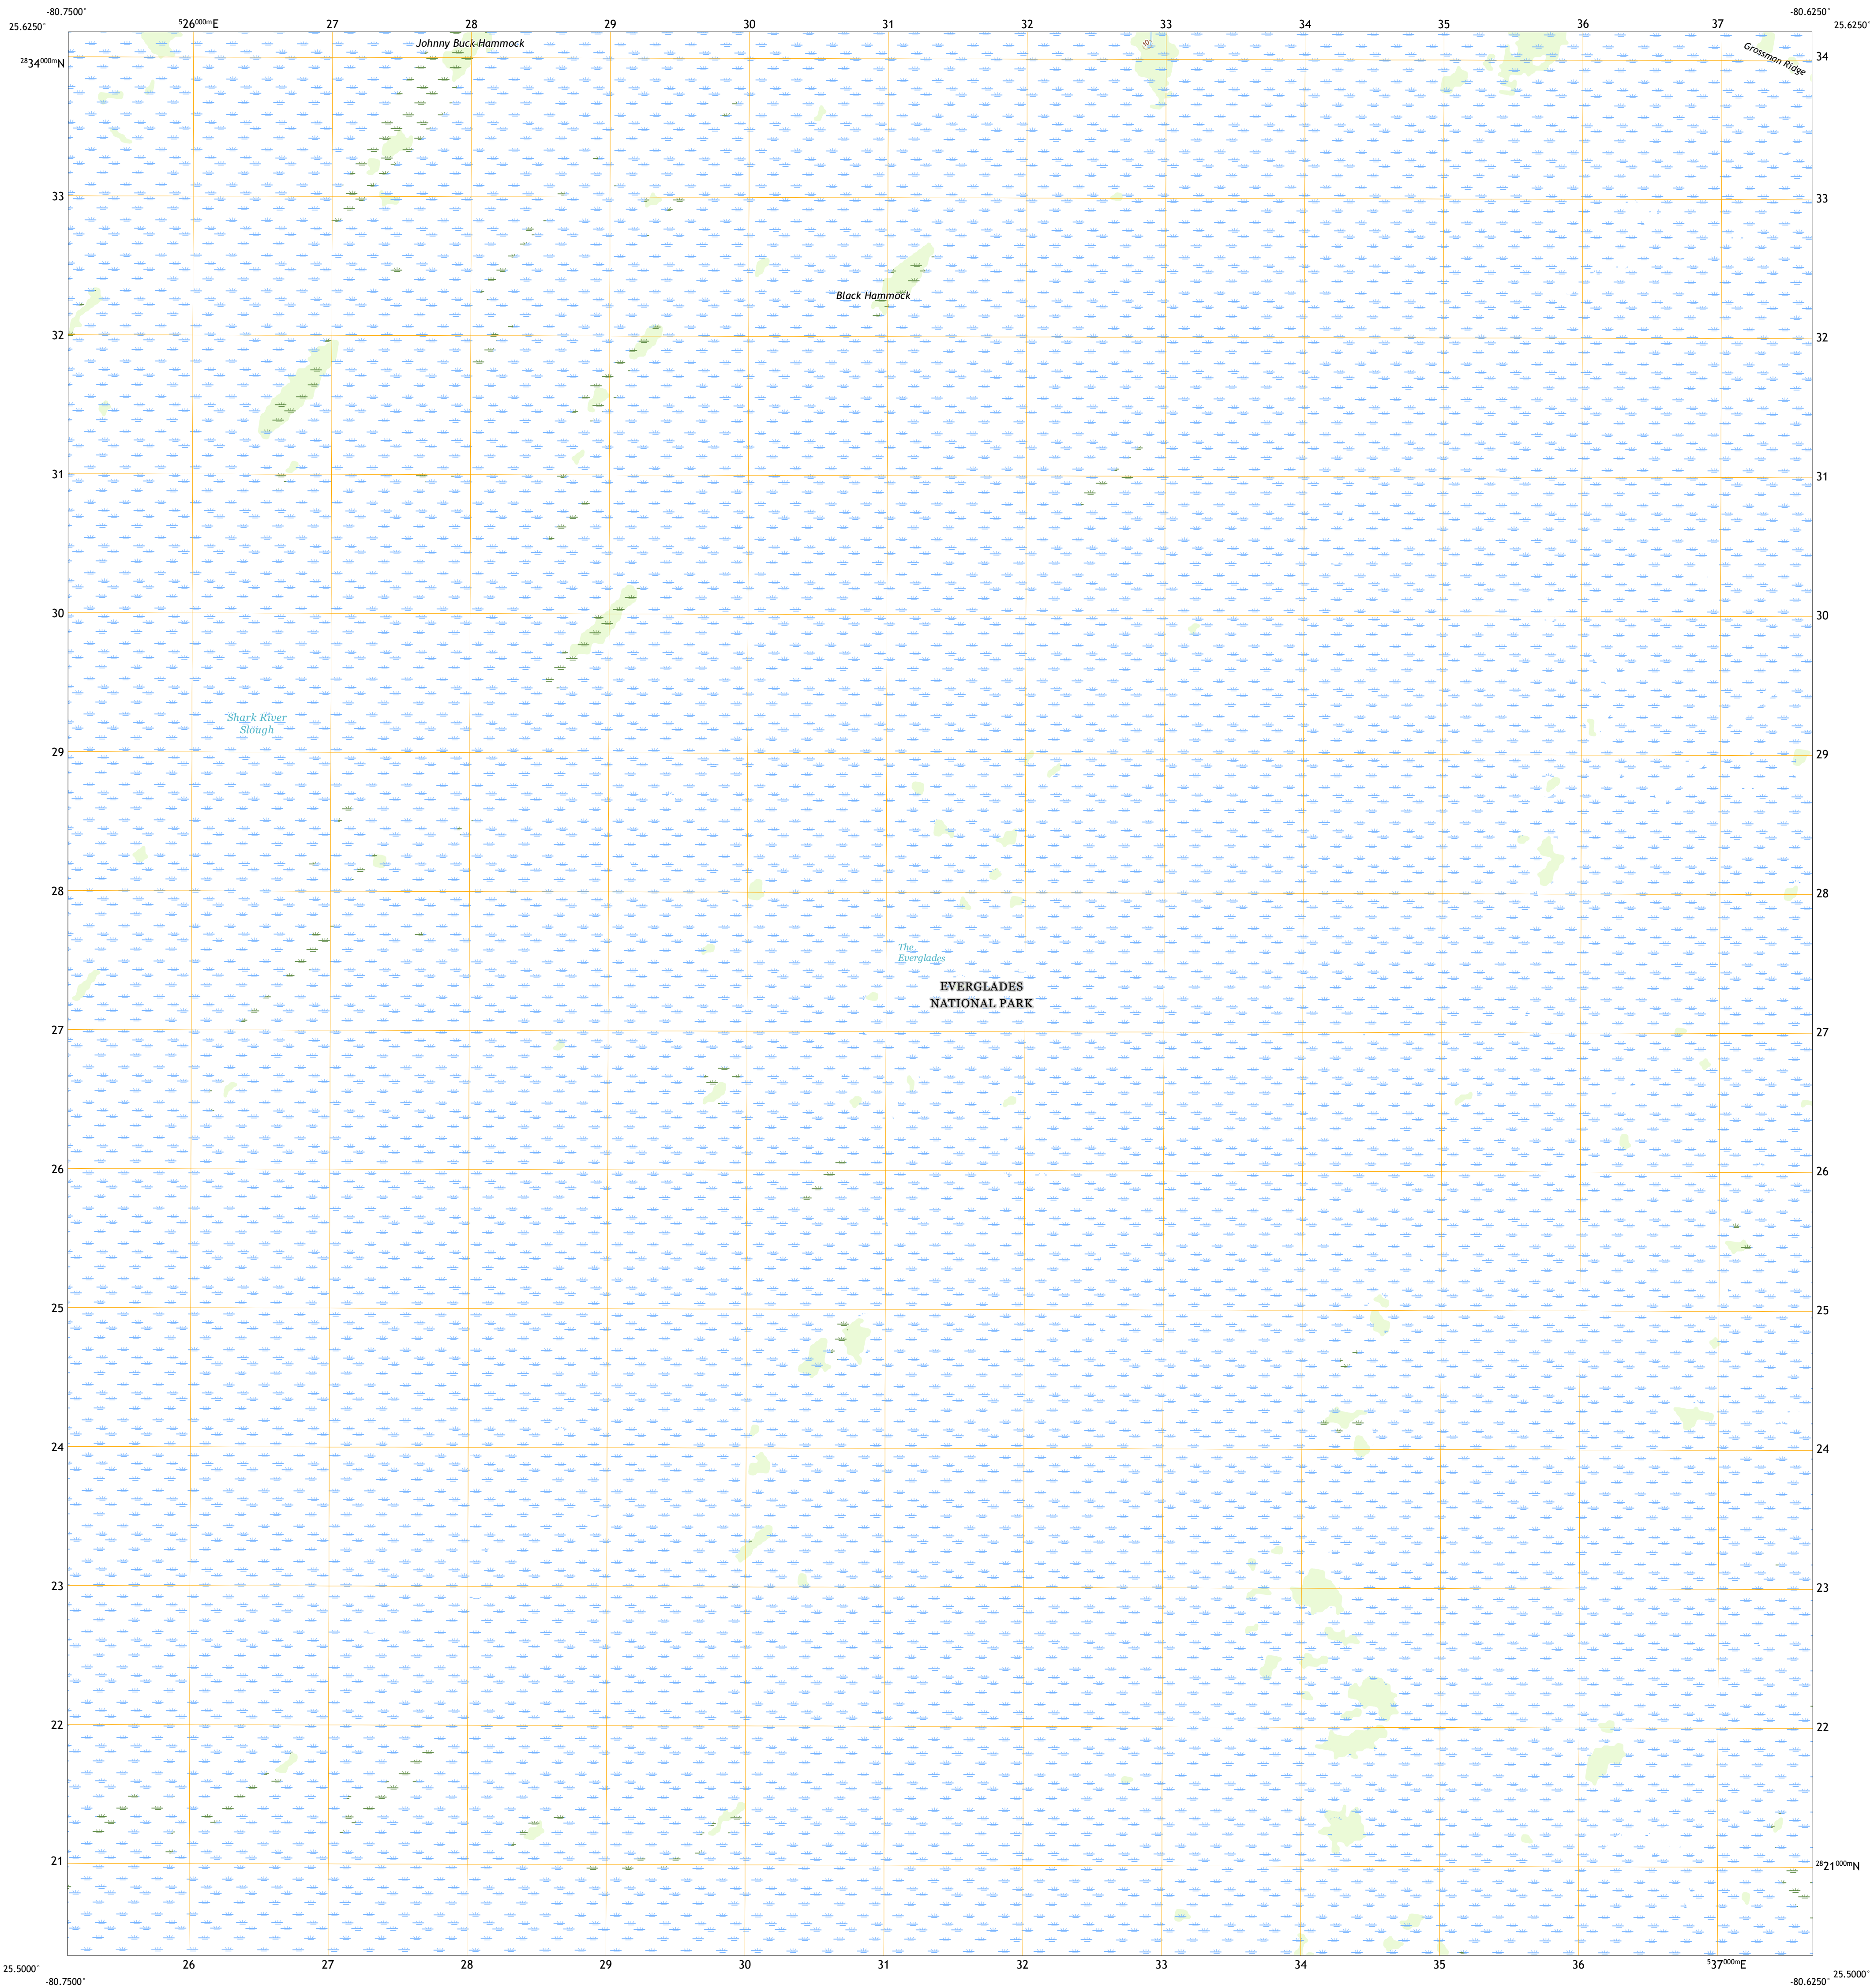 -80.7500° ⁵26⁰⁰⁰ᵐE 27 28 29 30 31 32 33 34 35 36 37 -80.6250°
25.6250° 25.6250°
Johnny Buck Hammock
Grossman Ridge
²⁸34⁰⁰⁰ᵐN 34
33 33
Black Hammock
32 32
31 31
30 30
Shark River
Slough
29 29
28 28
The
Everglades
EVERGLADES
NATIONAL PARK
27 27
26 26
25 25
24 24
23 23
22 22
21 ²⁸21⁰⁰⁰ᵐN
25.5000° 26 27 28 29 30 31 32 33 34 35 36 ⁵37⁰⁰⁰ᵐE 25.5000°
-80.7500° -80.6250°